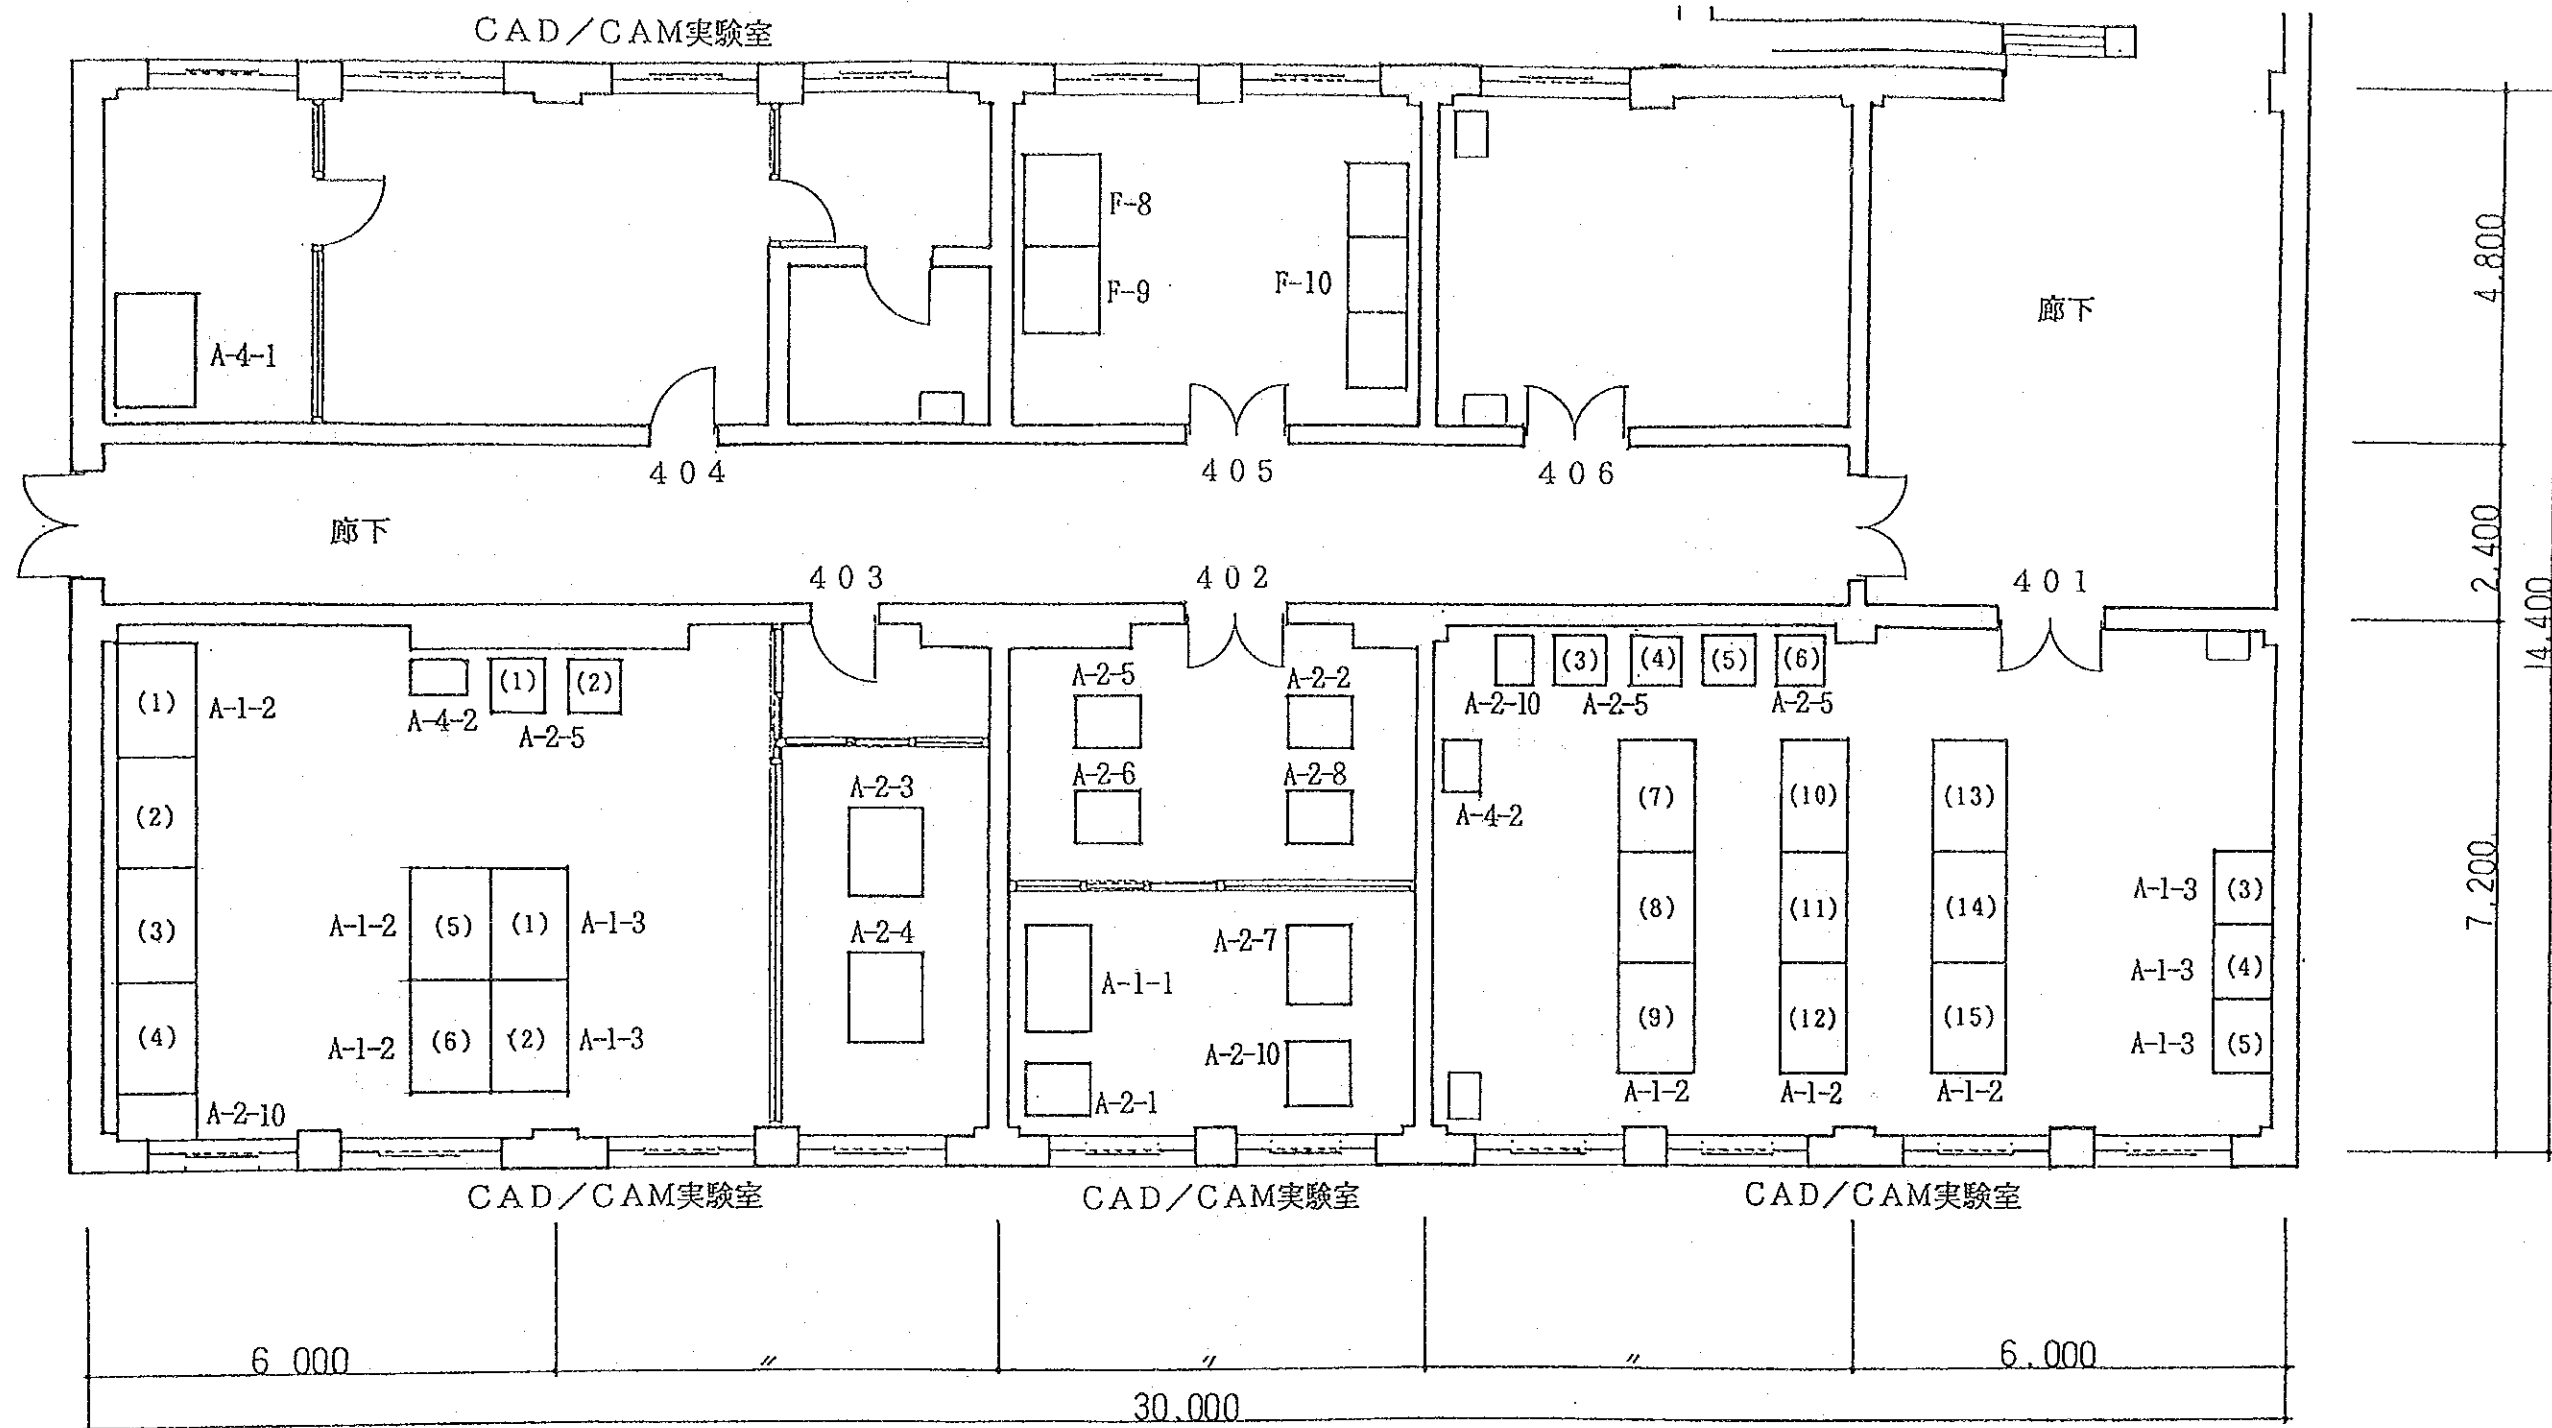 CAD／CAM実験室
F-8
F-9
F-10
A-4-1
廊下
4,800
404
405
406
廊下
2,400
14,400
403
402
401
(1)
A-1-2
(2)
(3)
(4)
A-2-10
A-4-2
(1)
(2)
A-2-5
A-1-2
(5)
(1)
A-1-3
A-1-2
(6)
(2)
A-1-3
A-2-3
A-2-4
A-2-5
A-2-2
A-2-6
A-2-8
A-1-1
A-2-7
A-2-10
A-2-1
(3)
(4)
(5)
(6)
A-2-10
A-2-5
A-2-5
A-4-2
(7)
(10)
(13)
(8)
(11)
(14)
(9)
(12)
(15)
A-1-2
A-1-2
A-1-2
A-1-3
(3)
A-1-3
(4)
A-1-3
(5)
7,200
CAD／CAM実験室
CAD／CAM実験室
CAD／CAM実験室
6 000
〃
〃
〃
6.000
30.000